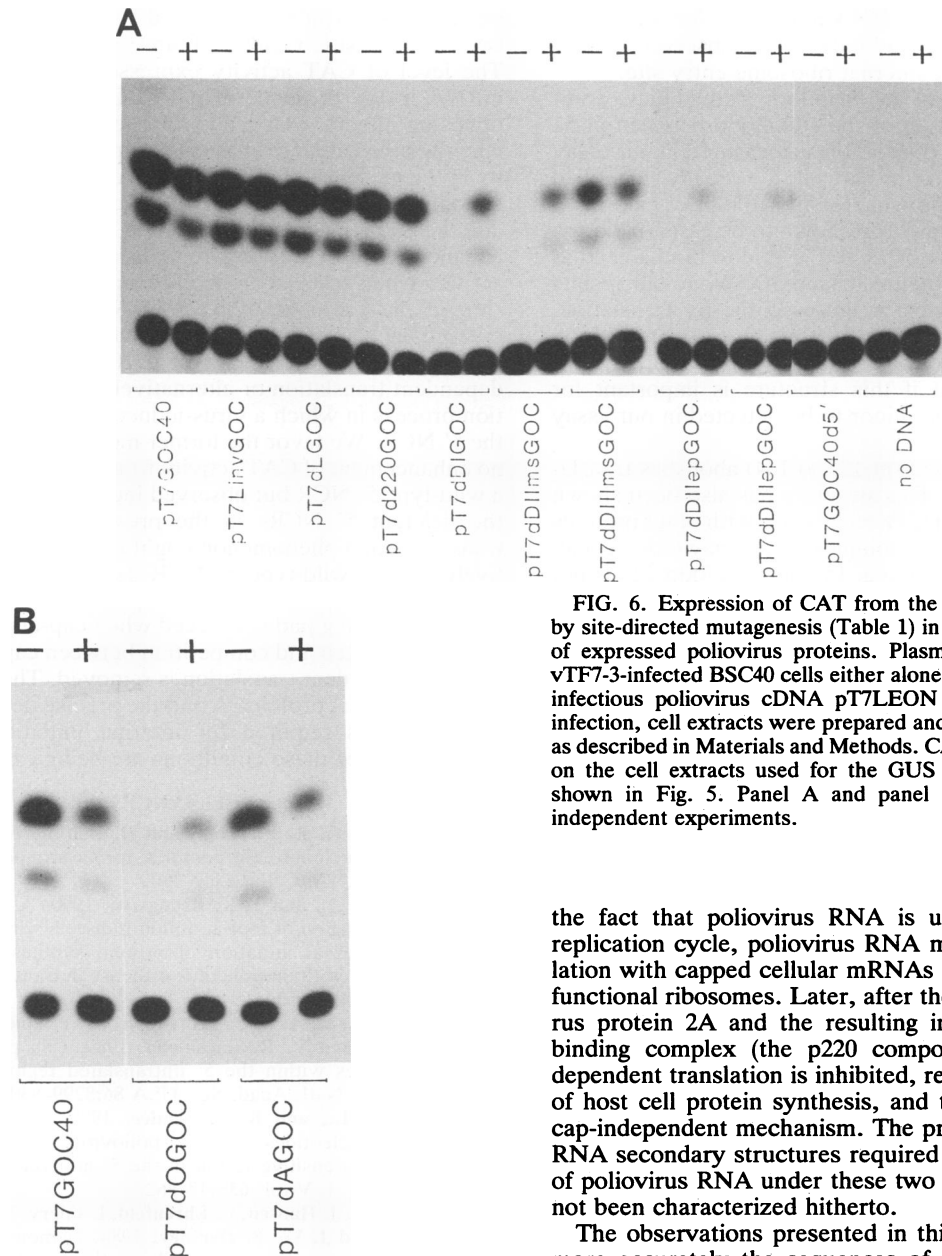 A
− + − + − + − + − + − + − + − + − + − + − +
pT7GOC40
pT7invGOC
pT7dLGOC
pT7d220GOC
pT7dDIGOC
pT7dDIImsGOC
pT7dDIIImsGOC
pT7dDIIepGOC
pT7dDIIIepGOC
pT7GOC40d5'
no DNA
B
− + − + − +
pT7GOC40
pT7dOGOC
pT7dAGOC
FIG. 6. Expression of CAT from the
by site-directed mutagenesis (Table 1) in
of expressed poliovirus proteins. Plasm
vTF7-3-infected BSC40 cells either alone
infectious poliovirus cDNA pT7LEON
infection, cell extracts were prepared and
as described in Materials and Methods. CA
on the cell extracts used for the GUS
shown in Fig. 5. Panel A and panel
independent experiments.
the fact that poliovirus RNA is u
replication cycle, poliovirus RNA m
lation with capped cellular mRNAs
functional ribosomes. Later, after the
rus protein 2A and the resulting in
binding complex (the p220 compo
dependent translation is inhibited, re
of host cell protein synthesis, and t
cap-independent mechanism. The pr
RNA secondary structures required
of poliovirus RNA under these two
not been characterized hitherto.
The observations presented in thi
more accurately the sequences of